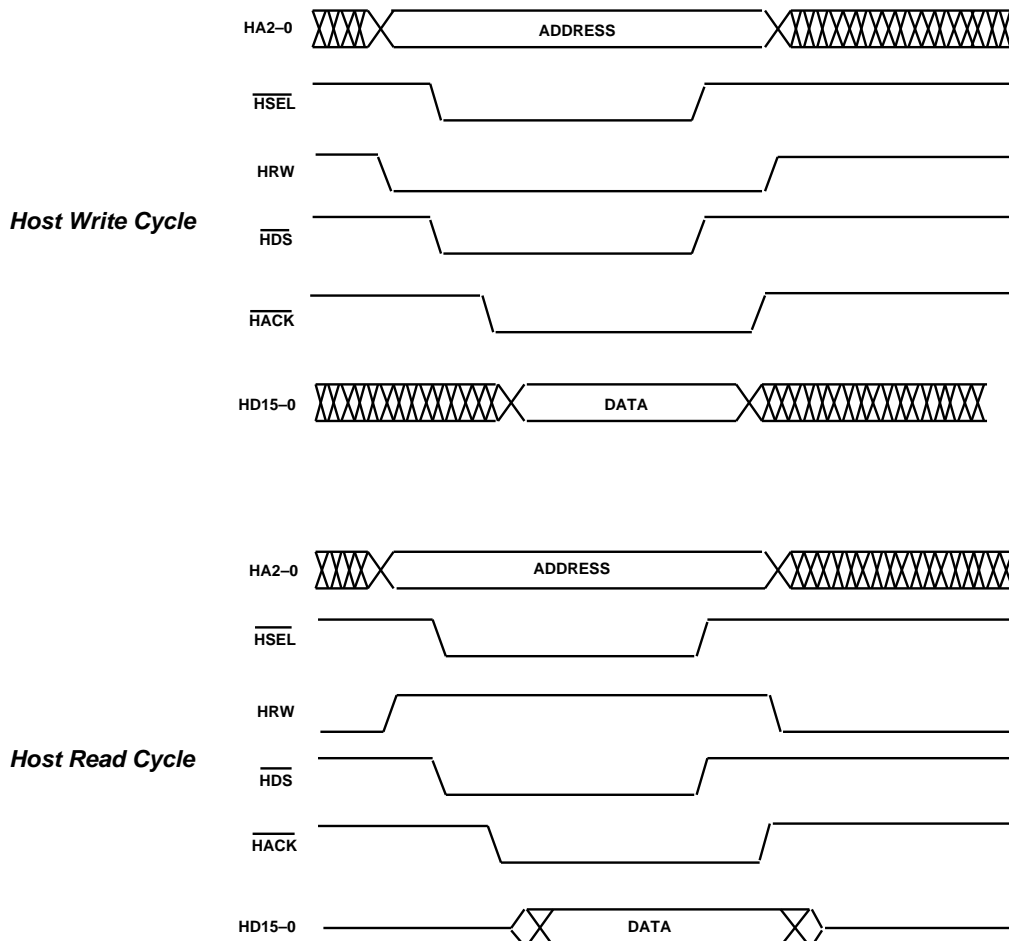 HA2–0
ADDRESS
HSEL
HRW
Host Write Cycle
HDS
HACK
HD15–0
DATA
HA2–0
ADDRESS
HSEL
HRW
Host Read Cycle
HDS
HACK
HD15–0
DATA